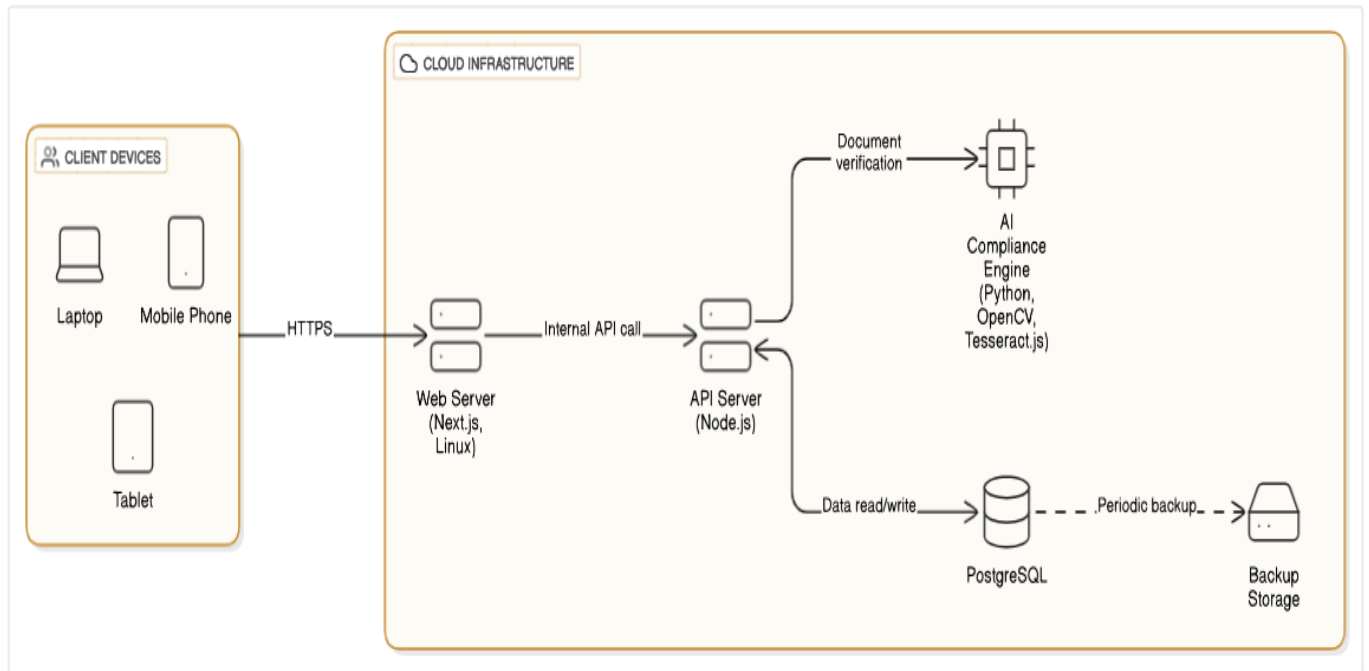 CLOUD INFRASTRUCTURE
CLIENT DEVICES
Laptop
Mobile Phone
Tablet
HTTPS
Web Server
(Next.js,
Linux)
Internal API call
API Server
(Node.js)
Document
verification
AI
Compliance
Engine
(Python,
OpenCV,
Tesseract.js)
Data read/write
PostgreSQL
Periodic backup
Backup
Storage